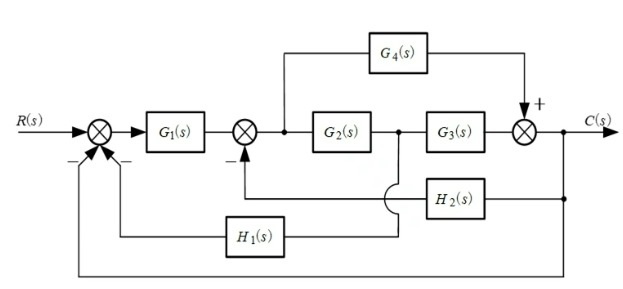 G₄(s)
+
R(s)
G₁(s)
G₂(s)
G₃(s)
C(s)
−
−
−
H₂(s)
H₁(s)